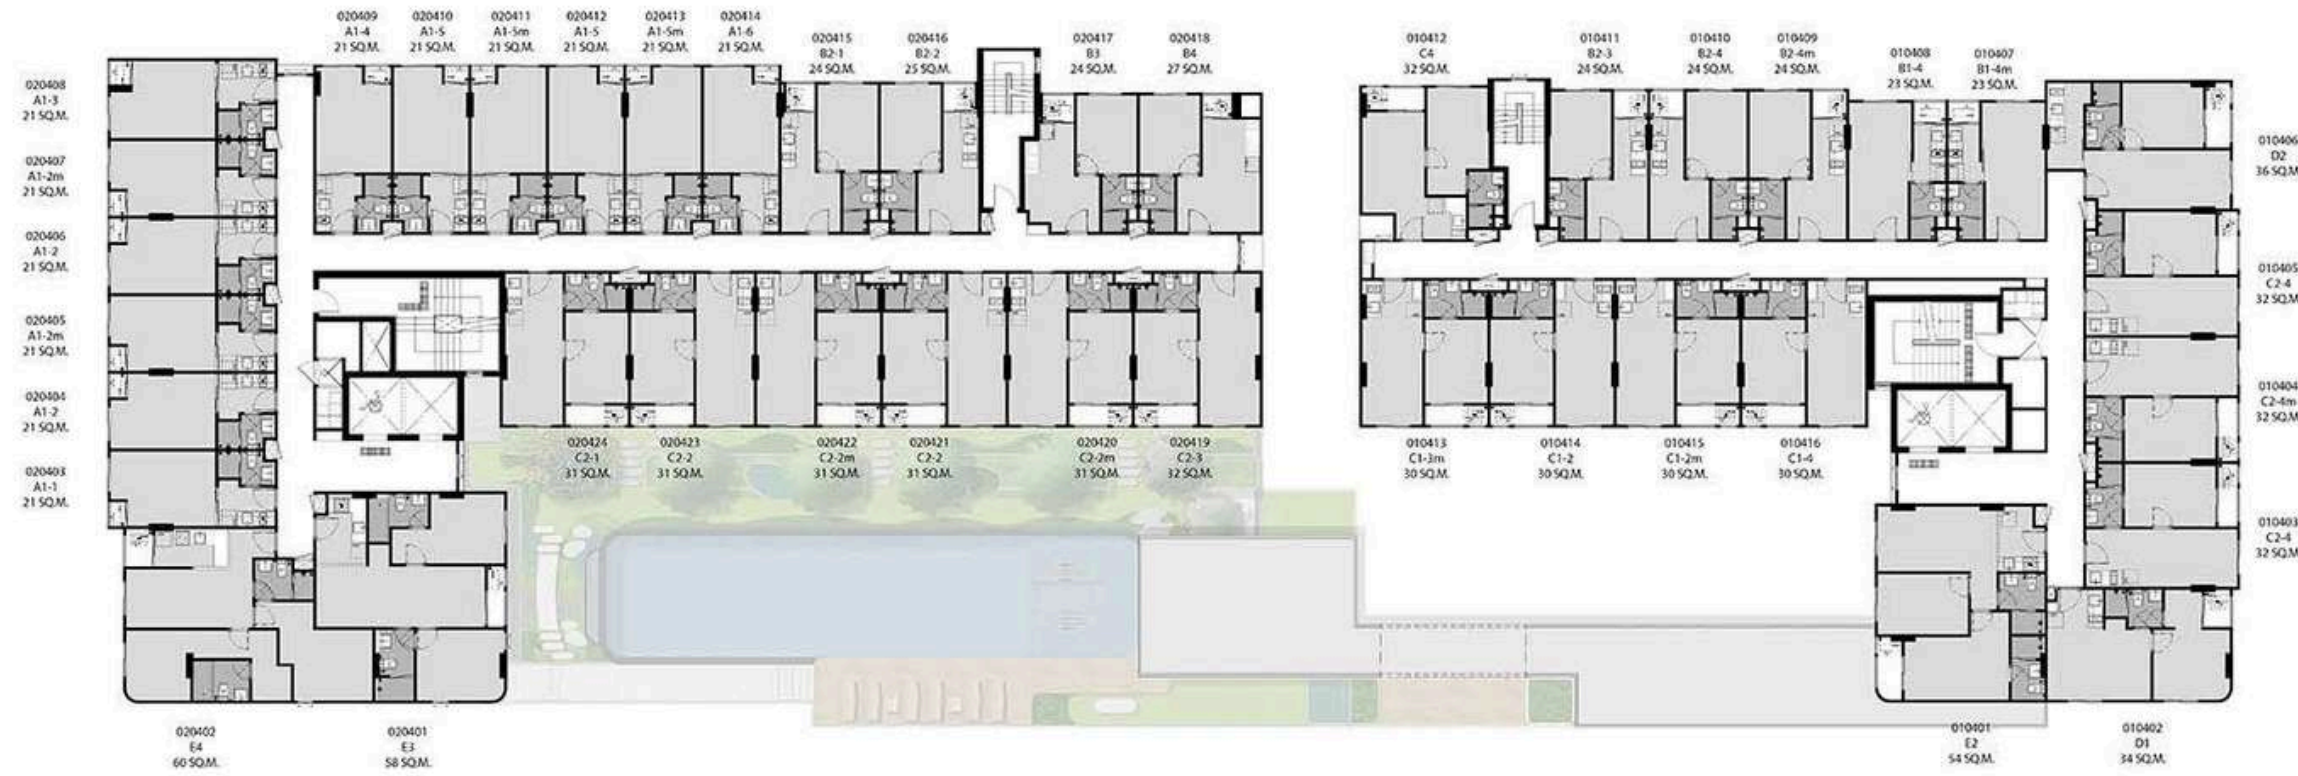 020409
A1-4
21 SQ.M.
020410
A1-5
21 SQ.M.
020411
A1-5m
21 SQ.M.
020412
A1-5
21 SQ.M.
020413
A1-5m
21 SQ.M.
020414
A1-6
21 SQ.M.
020415
B2-1
24 SQ.M.
020416
B2-2
25 SQ.M.
020417
B3
24 SQ.M.
020418
B4
27 SQ.M.
010412
C4
32 SQ.M.
010411
B2-3
24 SQ.M.
010410
B2-4
24 SQ.M.
010409
B2-4m
24 SQ.M.
010408
B1-4
23 SQ.M.
010407
B1-4m
23 SQ.M.
020408
A1-3
21 SQ.M.
020407
A1-2m
21 SQ.M.
020406
A1-2
21 SQ.M.
020405
A1-2m
21 SQ.M.
020404
A1-2
21 SQ.M.
020403
A1-1
21 SQ.M.
010406
D2
36 SQ.M.
010405
C2-4
32 SQ.M.
010404
C2-4m
32 SQ.M.
010403
C2-4
32 SQ.M.
020424
C2-1
31 SQ.M.
020423
C2-2
31 SQ.M.
020422
C2-2m
31 SQ.M.
020421
C2-2
31 SQ.M.
020420
C2-2m
31 SQ.M.
020419
C2-3
32 SQ.M.
010413
C1-3m
30 SQ.M.
010414
C1-2
30 SQ.M.
010415
C1-2m
30 SQ.M.
010416
C1-4
30 SQ.M.
020402
E4
60 SQ.M.
020401
E3
58 SQ.M.
010401
E2
54 SQ.M.
010402
D1
34 SQ.M.